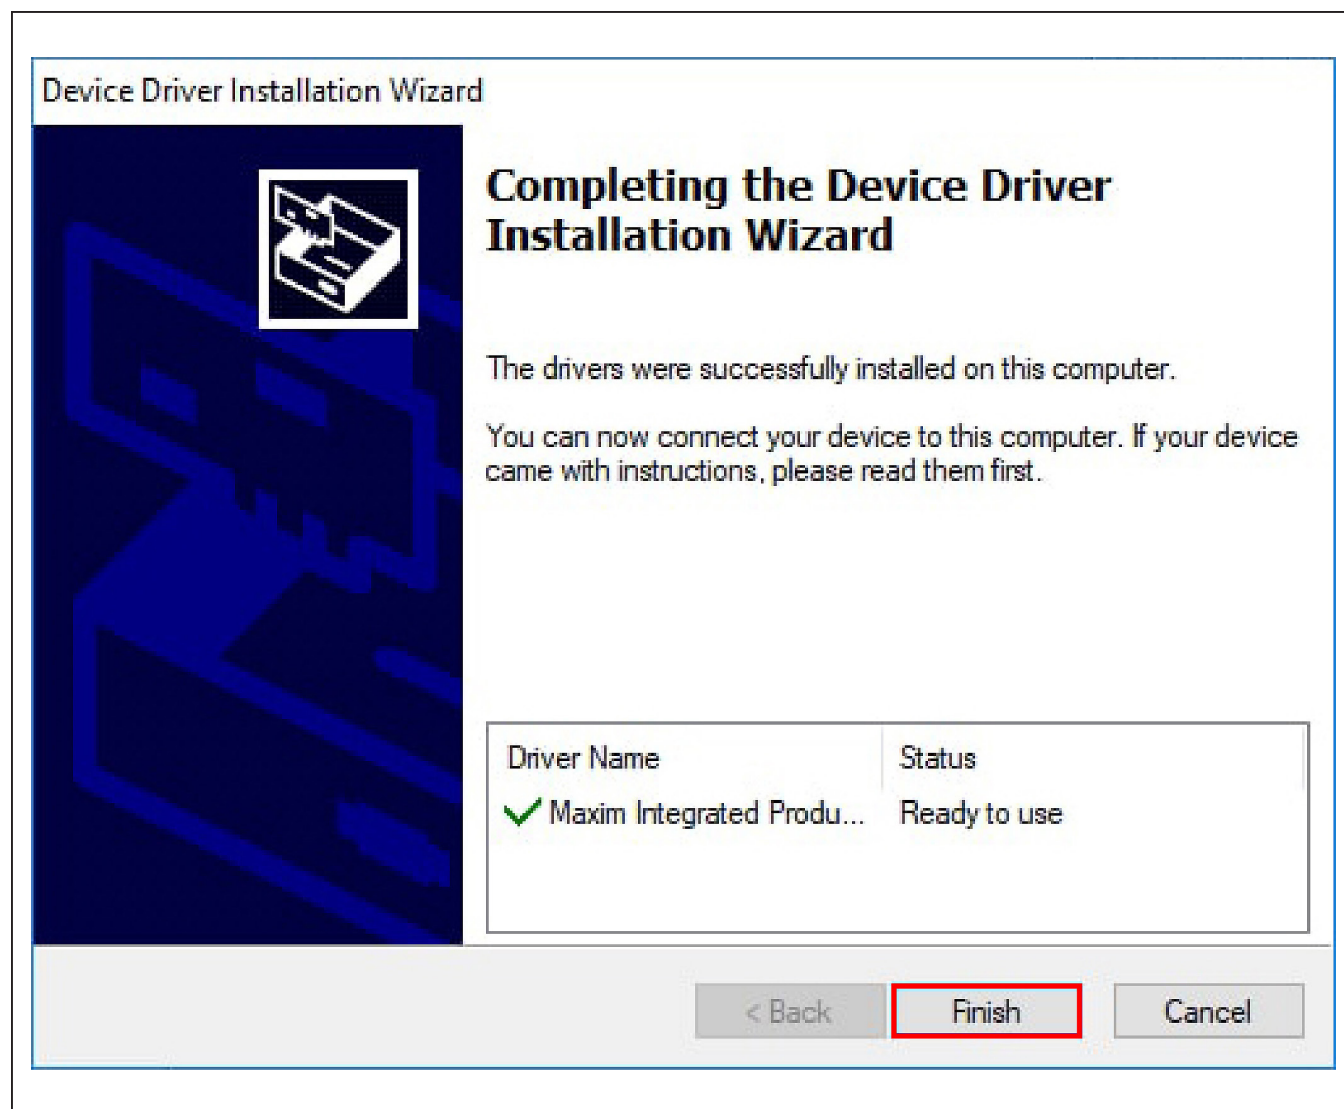 Device Driver Installation Wizard
Completing the Device Driver
Installation Wizard
The drivers were successfully installed on this computer.
You can now connect your device to this computer. If your device
came with instructions, please read them first.
Driver Name Status
Maxim Integrated Produ... Ready to use
< Back Finish Cancel